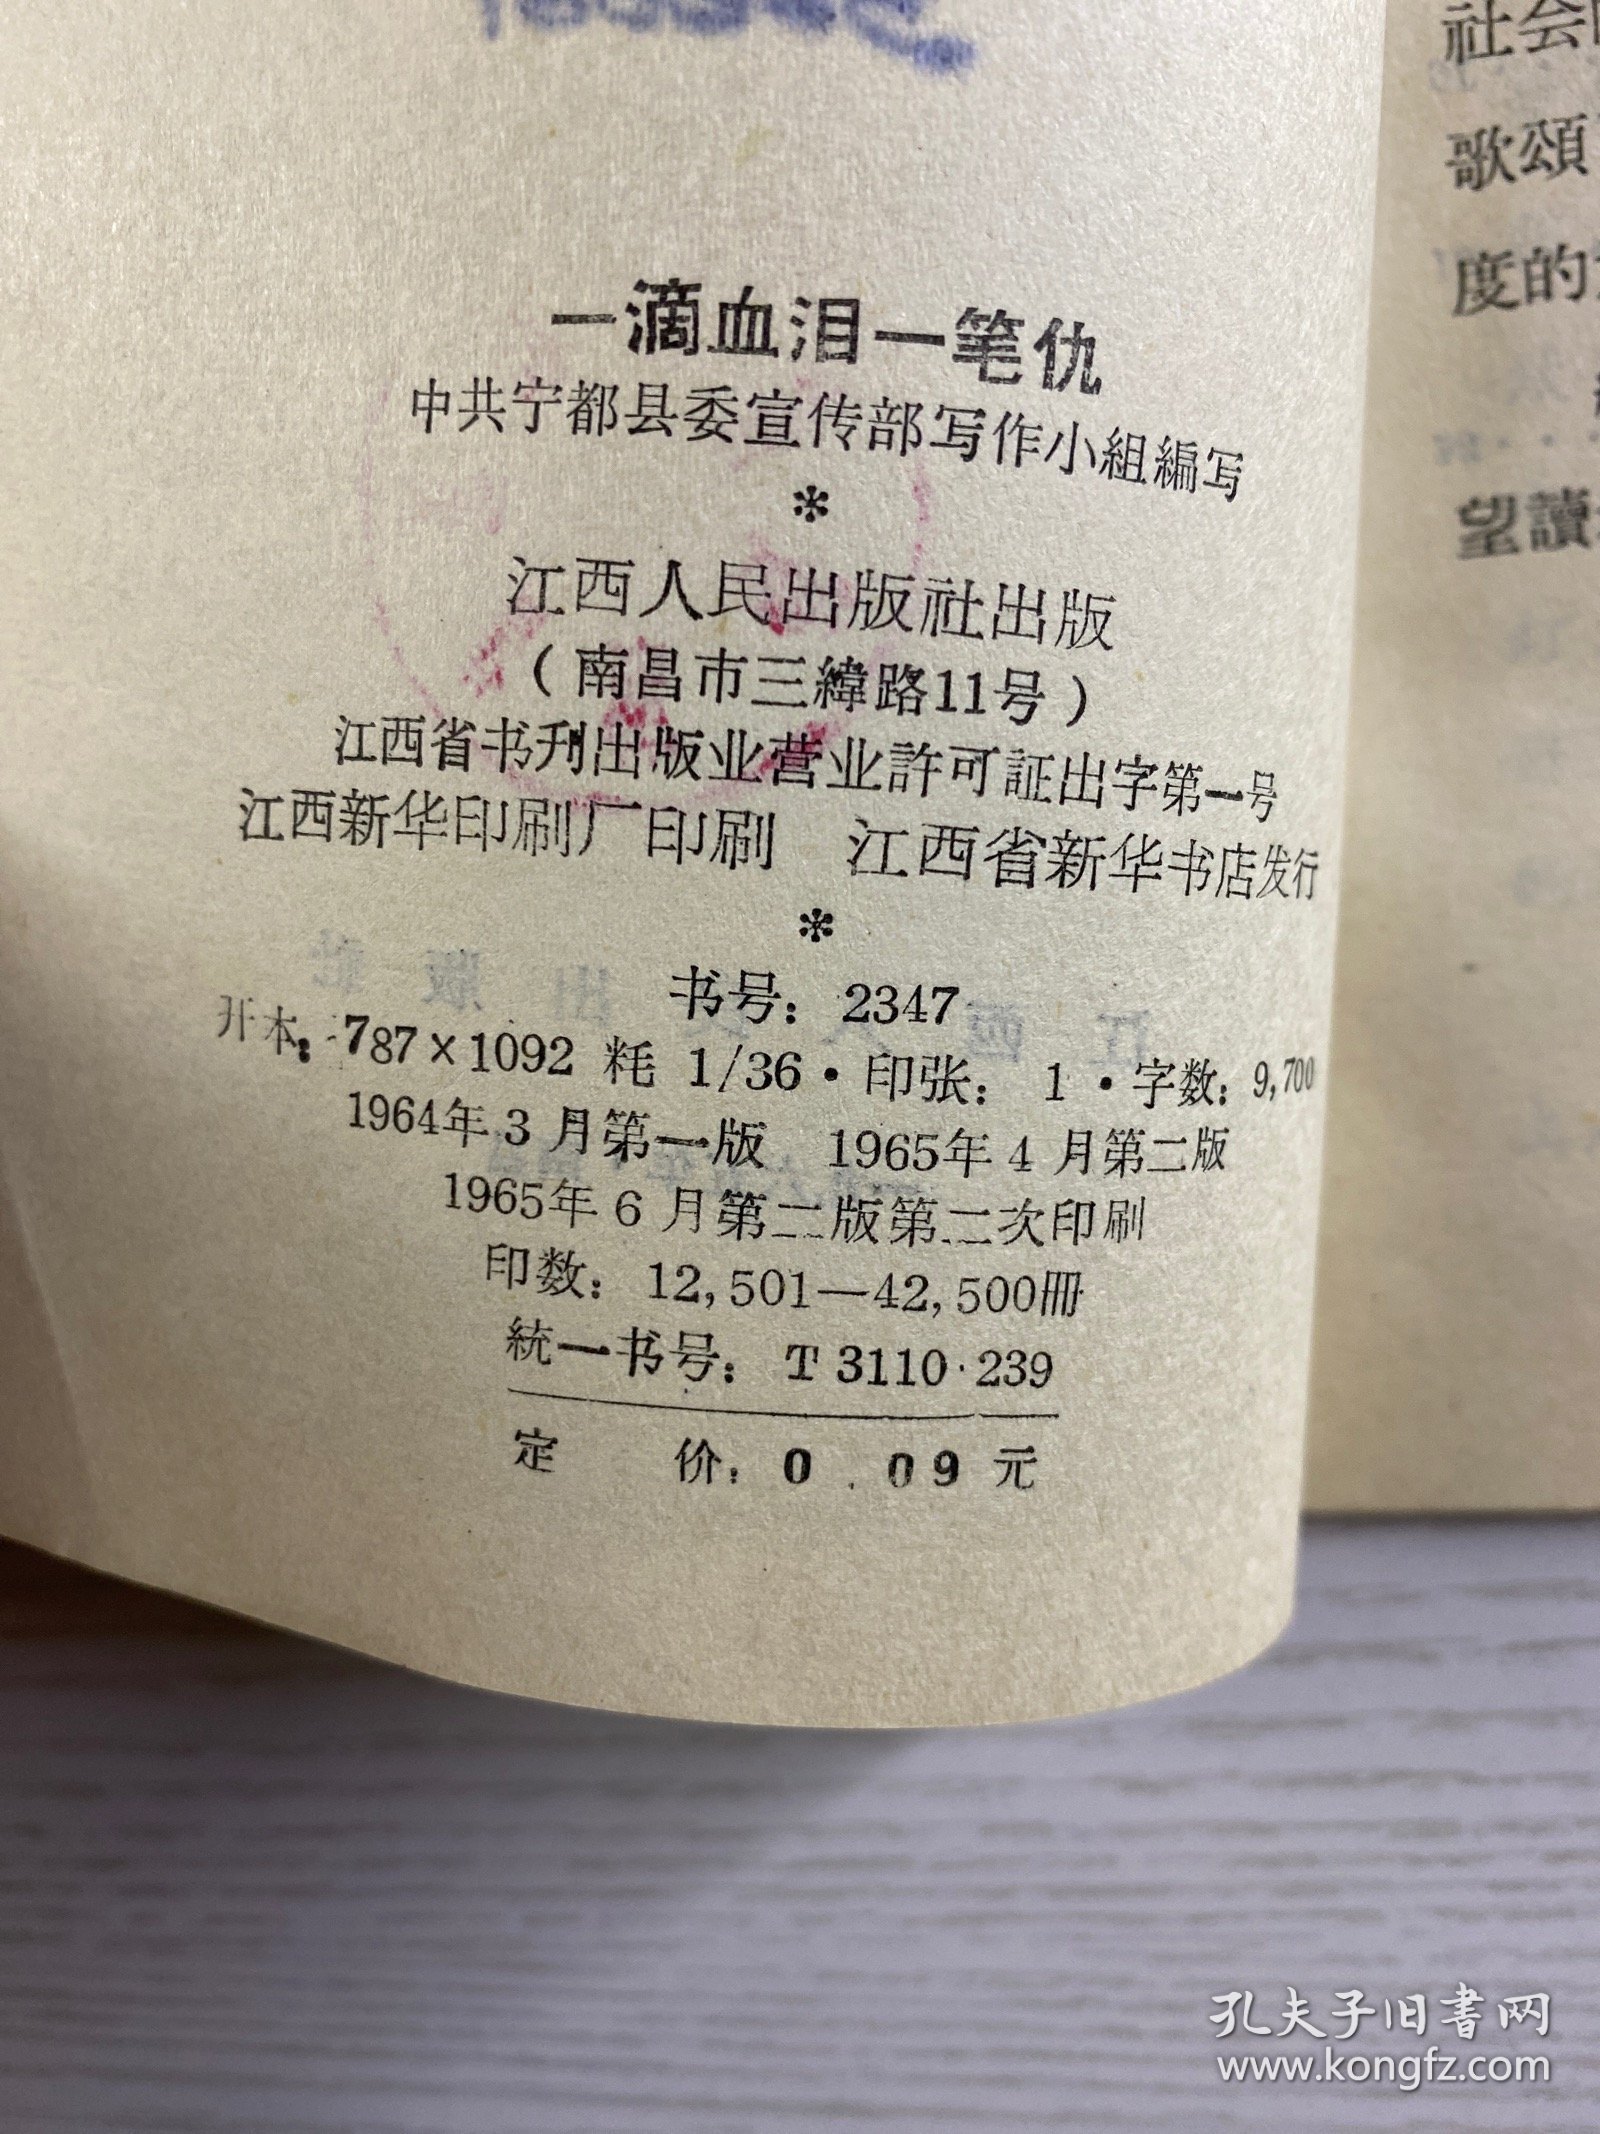 一滴血泪一笔仇
中共宁都县委宣传部写作小組編写
*
江西人民出版社出版
(南昌市三緯路11号)
江西省书刋出版业营业許可証出字第一号
江西新华印刷厂印刷 江西省新华书店发行
*
书号: 2347
开本: 787×1092 粍 1/36·印张: 1·字数: 9,700
1964年3月第一版 1965年4月第二版
1965年6月第二版第二次印刷
印数: 12,501—42,500冊
統一书号: T 3110·239
定 价: 0.09 元
社会
歌頌
度的
望讀
孔夫子旧書网
www.kongfz.com